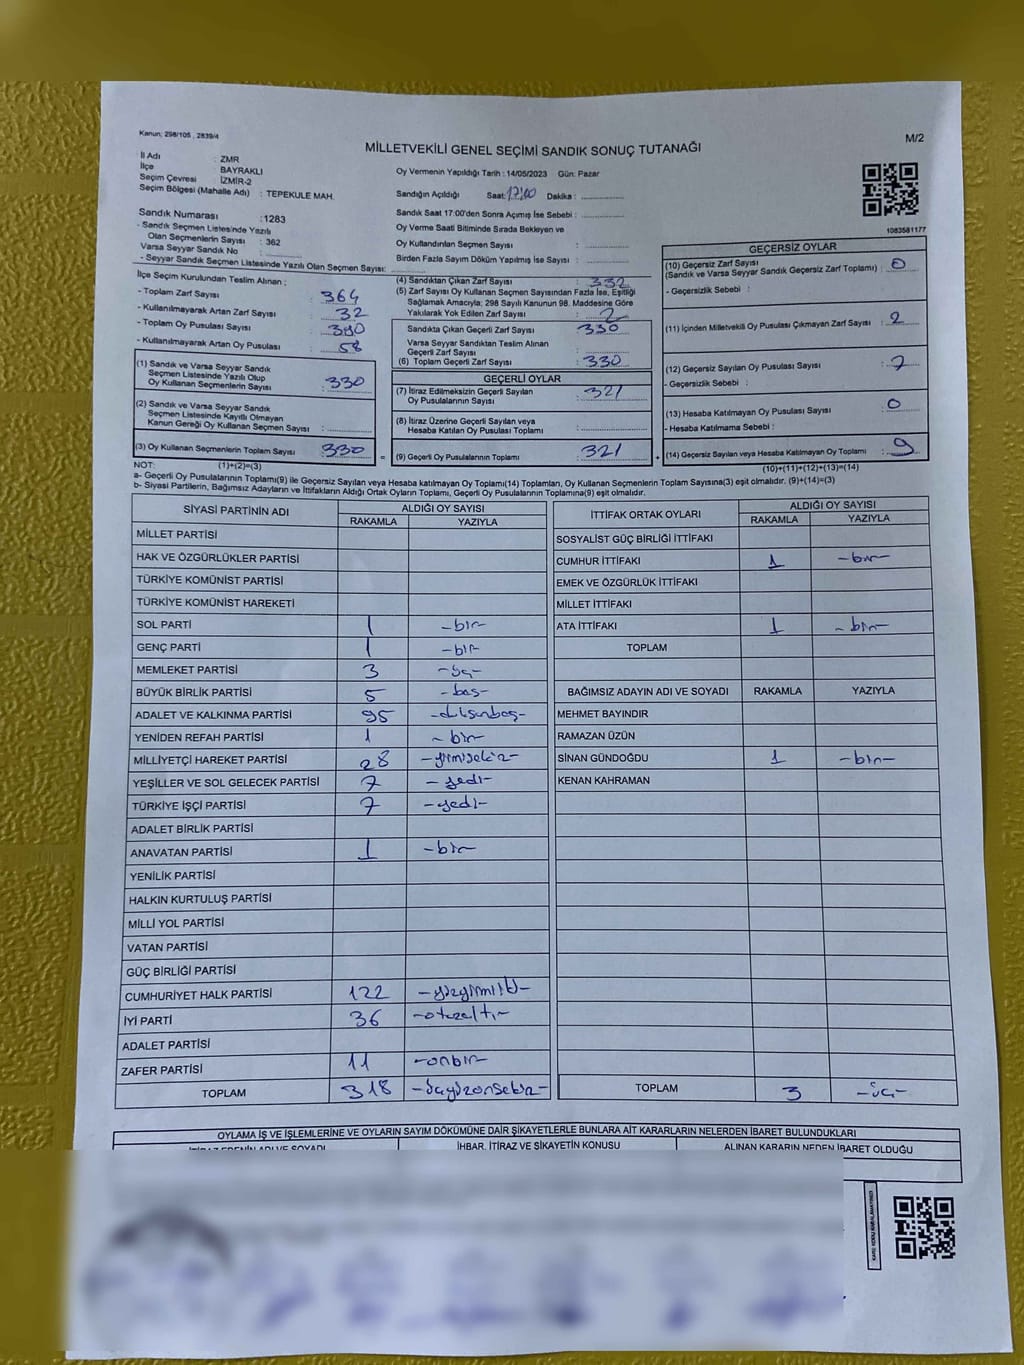 Kanun; 298/105 , 2839/4
M/2
MİLLETVEKİLİ GENEL SEÇİMİ SANDIK SONUÇ TUTANAĞI
İl Adı : ZMR
İlçe BAYRAKLI
Seçim Çevresi : İZMİR-2
Seçim Bölgesi (Mahalle Adı) : TEPEKULE MAH.
Sandık Numarası :1283
- Sandık Seçmen Listesinde Yazılı
Olan Seçmenlerin Sayısı : 362
Varsa Seyyar Sandık No
- Seyyar Sandık Seçmen Listesinde Yazılı Olan Seçmen Sayısı:
Oy Vermenin Yapıldığı Tarih : 14/05/2023 Gün: Pazar
Sandığın Açıldığı Saat: 17:00 Dakika :
Sandık Saat 17:00'den Sonra Açımış İse Sebebi :
Oy Verme Saati Bitiminde Sırada Bekleyen ve
Oy Kullandırılan Seçmen Sayısı :
Birden Fazla Sayım Döküm Yapılmış İse Sayısı :
1083581177
İlçe Seçim Kurulundan Teslim Alınan ;
- Toplam Zarf Sayısı : 364
- Kullanılmayarak Artan Zarf Sayısı : 32
- Toplam Oy Pusulası Sayısı : 390
- Kullanılmayarak Artan Oy Pusulası : 58
(1) Sandık ve Varsa Seyyar Sandık
Seçmen Listesinde Yazılı Olup
Oy Kullanan Seçmenlerin Sayısı : 330
(2) Sandık ve Varsa Seyyar Sandık
Seçmen Listesinde Kayıtlı Olmayan
Kanun Gereği Oy Kullanan Seçmen Sayısı :
(3) Oy Kullanan Seçmenlerin Toplam Sayısı : 330
(4) Sandıktan Çıkan Zarf Sayısı : 332
(5) Zarf Sayısı Oy Kullanan Seçmen Sayısından Fazla İse, Eşitliği
Sağlamak Amacıyla; 298 Sayılı Kanunun 98. Maddesine Göre
Yakılarak Yok Edilen Zarf Sayısı : 2
Sandıkta Çıkan Geçerli Zarf Sayısı : 330
Varsa Seyyar Sandıktan Teslim Alınan
Geçerli Zarf Sayısı :
(6) Toplam Geçerli Zarf Sayısı : 330
GEÇERLİ OYLAR
(7) İtiraz Edilmeksizin Geçerli Sayılan
Oy Pusulalarının Sayısı : 321
(8) İtiraz Üzerine Geçerli Sayılan veya
Hesaba Katılan Oy Pusulası Toplamı :
= (9) Geçerli Oy Pusulalarının Toplamı : 321
GEÇERSİZ OYLAR
(10) Geçersiz Zarf Sayısı
(Sandık ve Varsa Seyyar Sandık Geçersiz Zarf Toplamı) : 0
- Geçersizlik Sebebi :
(11) İçinden Milletvekili Oy Pusulası Çıkmayan Zarf Sayısı : 2
(12) Geçersiz Sayılan Oy Pusulası Sayısı : 7
- Geçersizlik Sebebi :
(13) Hesaba Katılmayan Oy Pusulası Sayısı : 0
- Hesaba Katılmama Sebebi :
+ (14) Geçersiz Sayılan veya Hesaba Katılmayan Oy Toplamı : 9
NOT: (1)+(2)=(3)
(10)+(11)+(12)+(13)=(14)
a- Geçerli Oy Pusulalarının Toplamı(9) ile Geçersiz Sayılan veya Hesaba katılmayan Oy Toplamı(14) Toplamları, Oy Kullanan Seçmenlerin Toplam Sayısına(3) eşit olmalıdır. (9)+(14)=(3)
b- Siyasi Partilerin, Bağımsız Adayların ve İttifakların Aldığı Ortak Oyların Toplamı, Geçerli Oy Pusulalarının Toplamına(9) eşit olmalıdır.
SİYASİ PARTİNİN ADI ALDIĞI OY SAYISI
RAKAMLA YAZIYLA
MİLLET PARTİSİ
HAK VE ÖZGÜRLÜKLER PARTİSİ
TÜRKİYE KOMÜNİST PARTİSİ
TÜRKİYE KOMÜNİST HAREKETİ
SOL PARTİ 1 -bir-
GENÇ PARTİ 1 -bir-
MEMLEKET PARTİSİ 3 -üç-
BÜYÜK BİRLİK PARTİSİ 5 -beş-
ADALET VE KALKINMA PARTİSİ 95 -doksanbeş-
YENİDEN REFAH PARTİSİ 1 -bir-
MİLLİYETÇİ HAREKET PARTİSİ 28 -yirmisekiz-
YEŞİLLER VE SOL GELECEK PARTİSİ 7 -yedi-
TÜRKİYE İŞÇİ PARTİSİ 7 -yedi-
ADALET BİRLİK PARTİSİ
ANAVATAN PARTİSİ 1 -bir-
YENİLİK PARTİSİ
HALKIN KURTULUŞ PARTİSİ
MİLLİ YOL PARTİSİ
VATAN PARTİSİ
GÜÇ BİRLİĞİ PARTİSİ
CUMHURİYET HALK PARTİSİ 122 -yüzyirmiiki-
İYİ PARTİ 36 -otuzaltı-
ADALET PARTİSİ
ZAFER PARTİSİ 11 -onbir-
TOPLAM 318 -üçyüzonsekiz-
İTTİFAK ORTAK OYLARI ALDIĞI OY SAYISI
RAKAMLA YAZIYLA
SOSYALİST GÜÇ BİRLİĞİ İTTİFAKI
CUMHUR İTTİFAKI 1 -bir-
EMEK VE ÖZGÜRLÜK İTTİFAKI
MİLLET İTTİFAKI
ATA İTTİFAKI 1 -bir-
TOPLAM
BAĞIMSIZ ADAYIN ADI VE SOYADI RAKAMLA YAZIYLA
MEHMET BAYINDIR
RAMAZAN ÜZÜN
SİNAN GÜNDOĞDU 1 -bir-
KENAN KAHRAMAN
TOPLAM 3 -üç-
OYLAMA İŞ VE İŞLEMLERİNE VE OYLARIN SAYIM DÖKÜMÜNE DAİR ŞİKAYETLERLE BUNLARA AİT KARARLARIN NELERDEN İBARET BULUNDUKLARI
İTİRAZ EDENİN ADI VE SOYADI İHBAR, İTİRAZ VE ŞİKAYETİN KONUSU ALINAN KARARIN NEDEN İBARET OLDUĞU